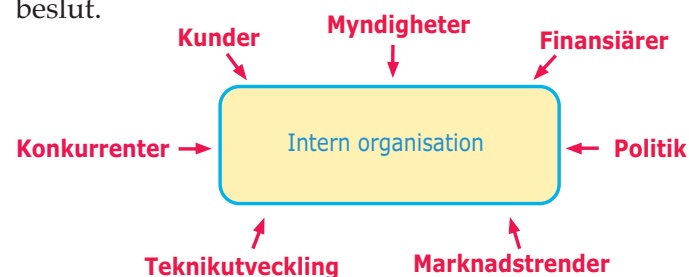 beslut.
Kunder
Myndigheter
Finansiärer
Konkurrenter
Intern organisation
Politik
Teknikutveckling
Marknadstrender